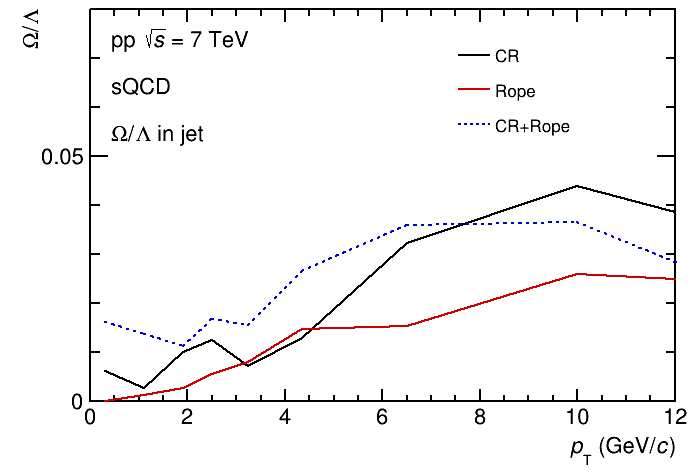 Ω/Λ
pp √s = 7 TeV
sQCD
Ω/Λ in jet
CR
Rope
CR+Rope
0.05
0
0 2 4 6 8 10 12
p_T (GeV/c)